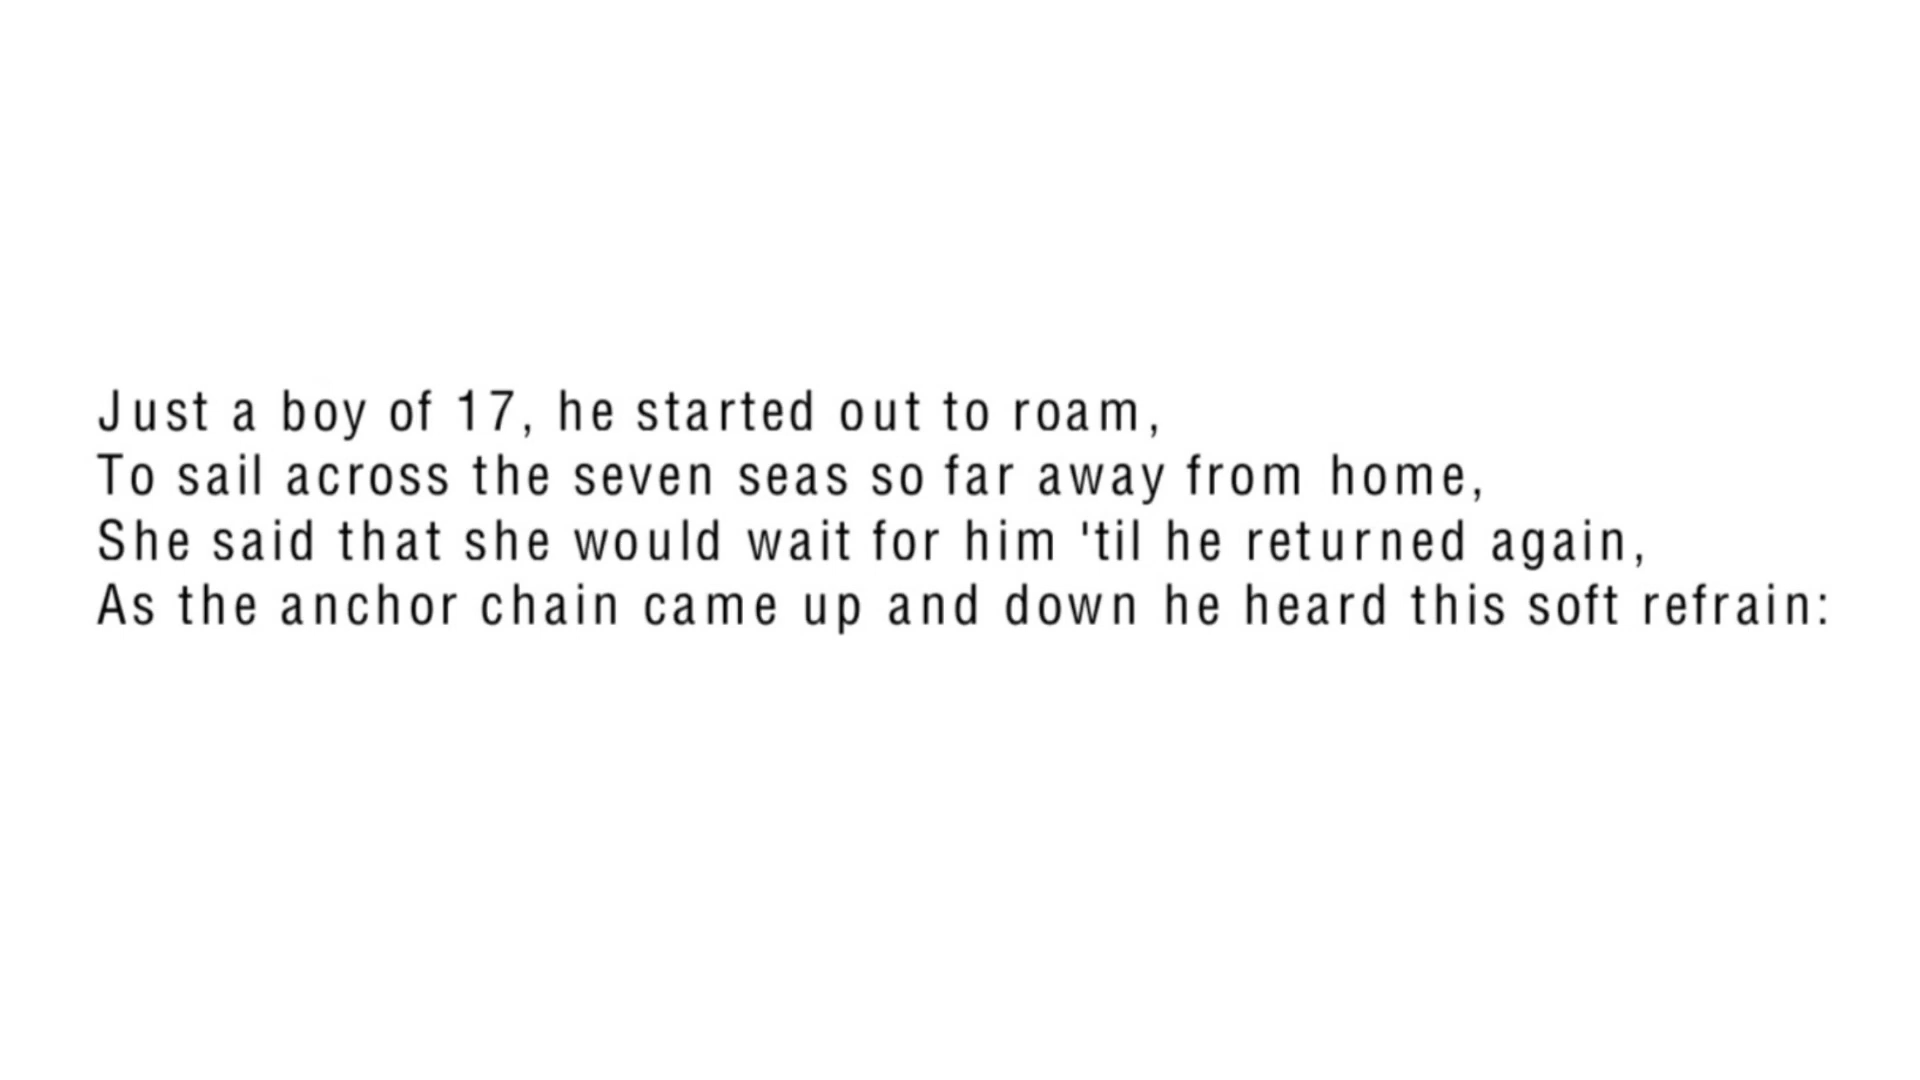 Just a boy of 17, he started out to roam,
To sail across the seven seas so far away from home,
She said that she would wait for him 'til he returned again,
As the anchor chain came up and down he heard this soft refrain: